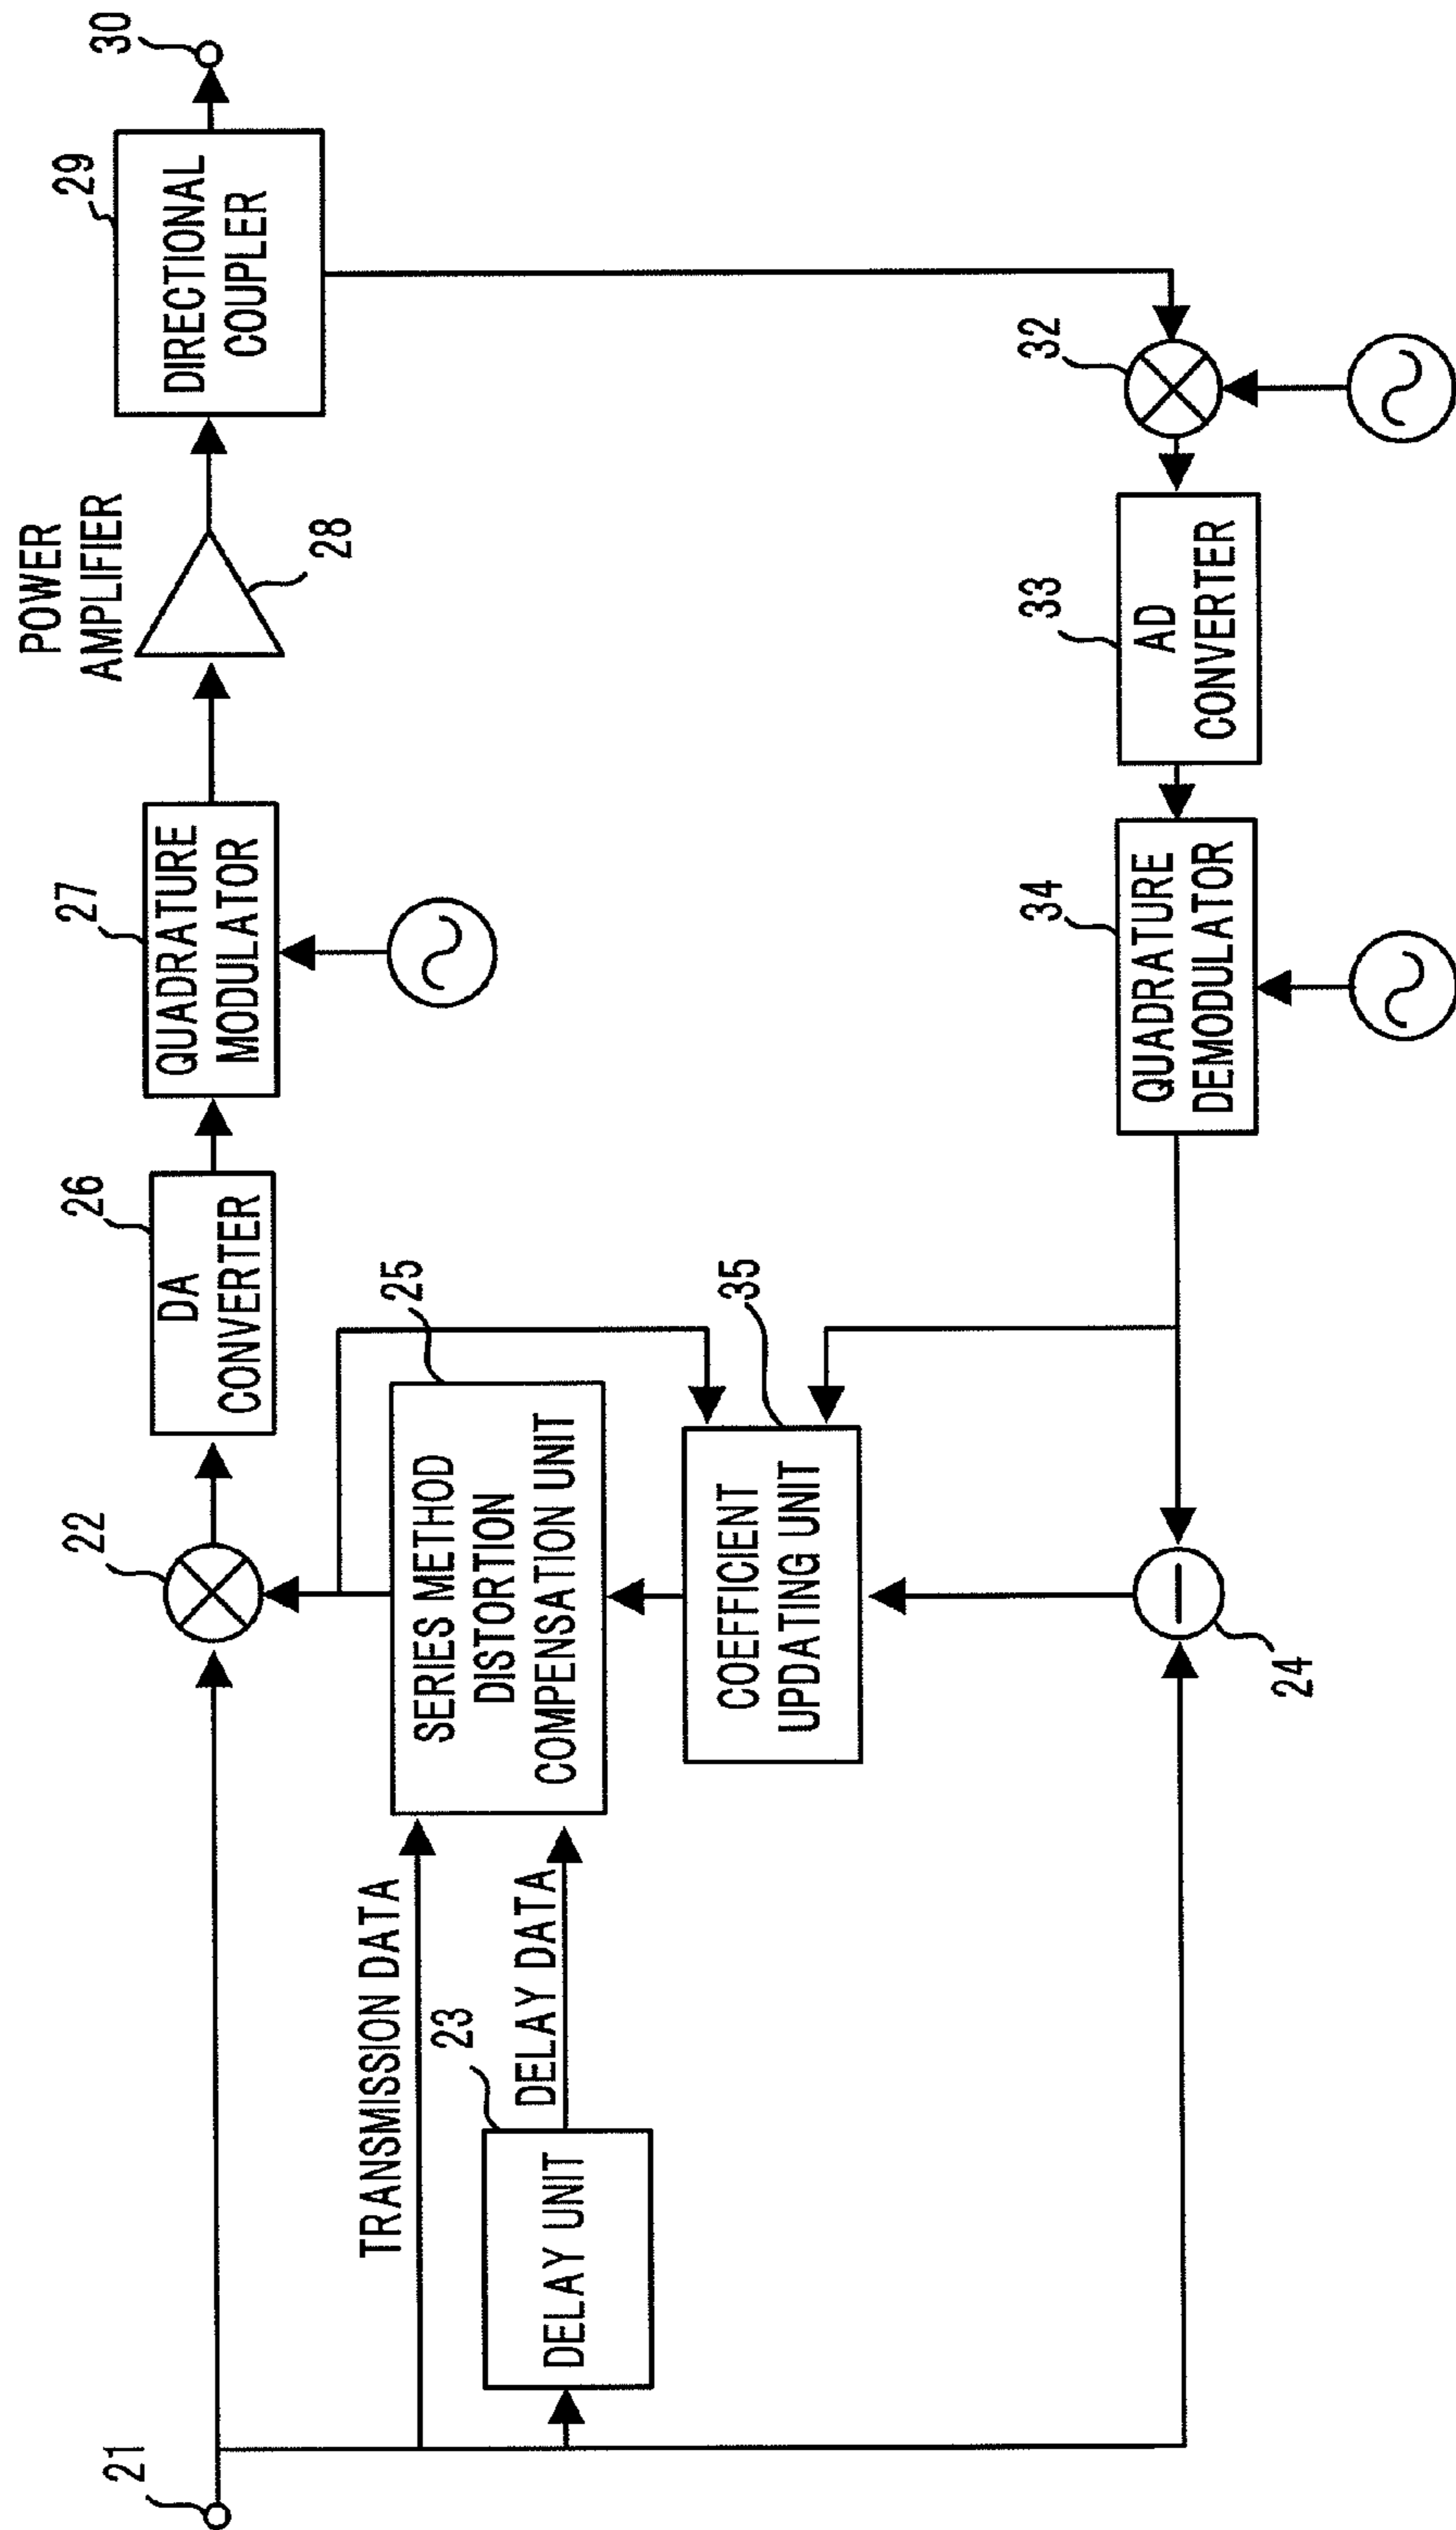 21
22
26
DA
CONVERTER
27
QUADRATURE
MODULATOR
POWER
AMPLIFIER
28
29
DIRECTIONAL
COUPLER
30
TRANSMISSION DATA
23
DELAY UNIT
DELAY DATA
25
SERIES METHOD
DISTORTION
COMPENSATION UNIT
35
COEFFICIENT
UPDATING UNIT
24
34
QUADRATURE
DEMODULATOR
33
AD
CONVERTER
32